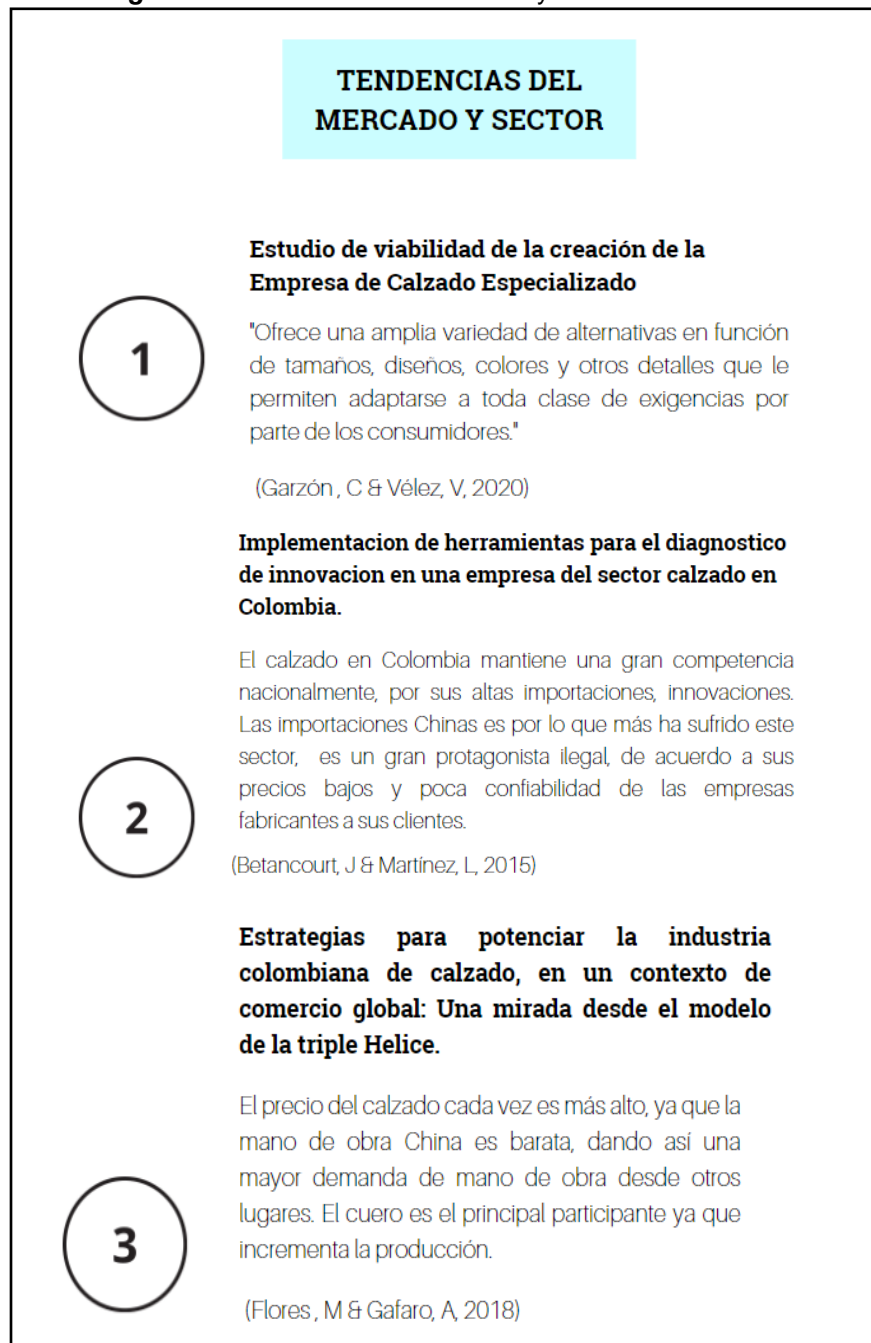 TENDENCIAS DEL
MERCADO Y SECTOR
Estudio de viabilidad de la creación de la
Empresa de Calzado Especializado
1
"Ofrece una amplia variedad de alternativas en función
de tamaños, diseños, colores y otros detalles que le
permiten adaptarse a toda clase de exigencias por
parte de los consumidores."
(Garzón , C & Vélez, V, 2020)
Implementacion de herramientas para el diagnostico
de innovacion en una empresa del sector calzado en
Colombia.
El calzado en Colombia mantiene una gran competencia
nacionalmente, por sus altas importaciones, innovaciones.
Las importaciones Chinas es por lo que más ha sufrido este
sector, es un gran protagonista ilegal, de acuerdo a sus
precios bajos y poca confiabilidad de las empresas
fabricantes a sus clientes.
2
(Betancourt, J & Martínez, L, 2015)
Estrategias para potenciar la industria
colombiana de calzado, en un contexto de
comercio global: Una mirada desde el modelo
de la triple Helice.
El precio del calzado cada vez es más alto, ya que la
mano de obra China es barata, dando así una
mayor demanda de mano de obra desde otros
lugares. El cuero es el principal participante ya que
incrementa la producción.
3
(Flores , M & Gafaro, A, 2018)